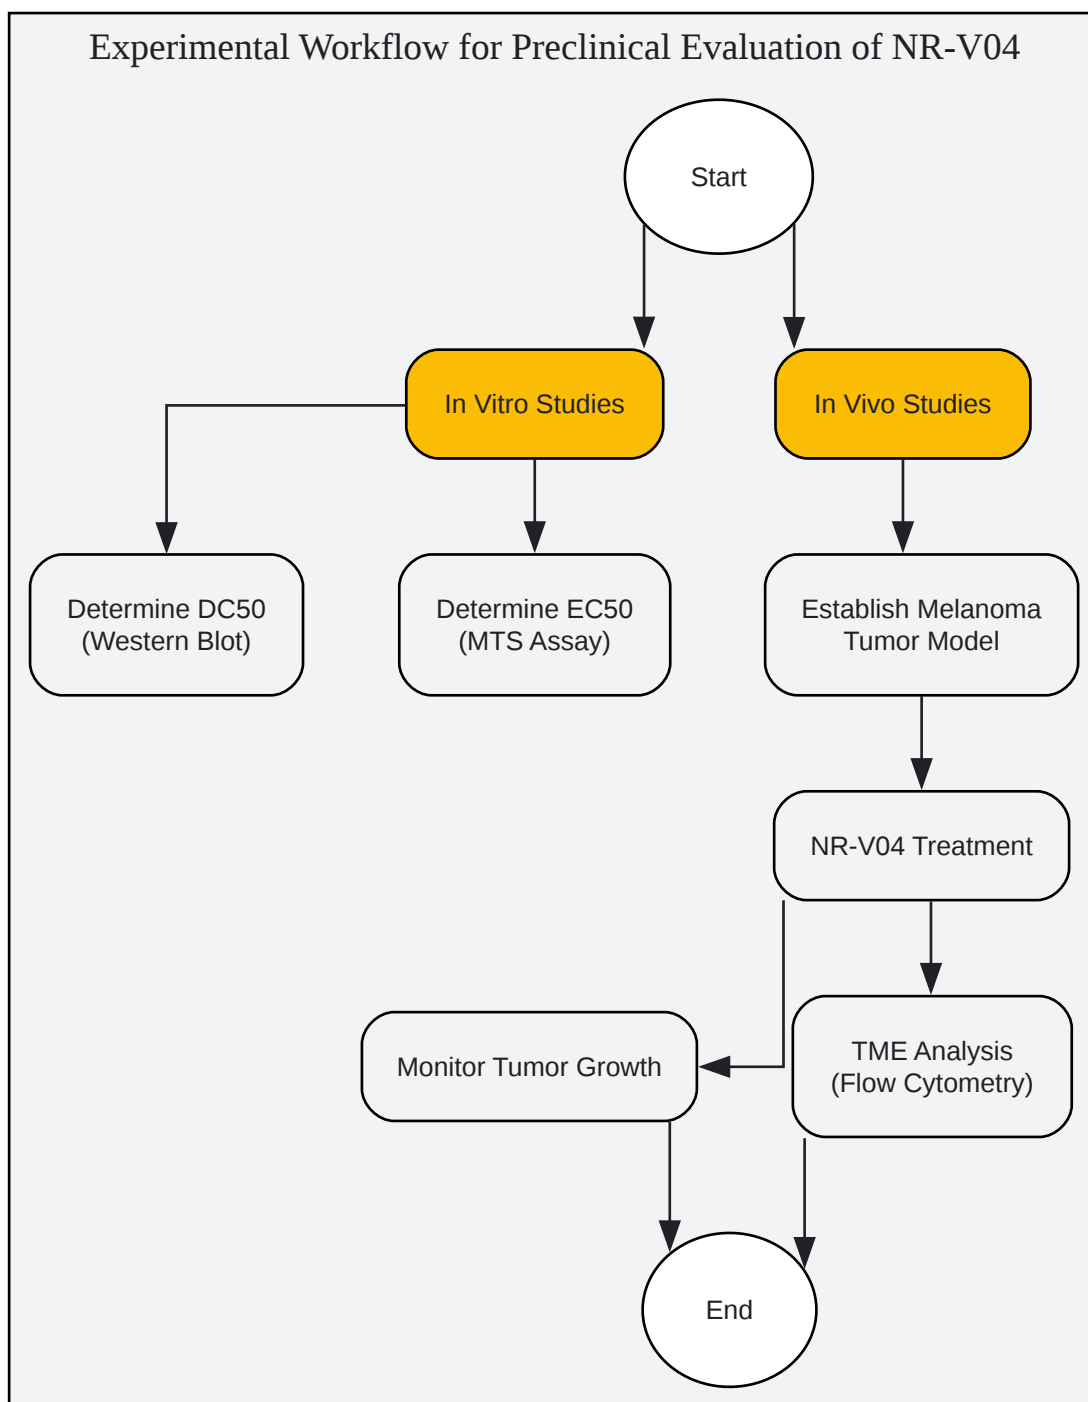 Experimental Workflow for Preclinical Evaluation of NR-V04
Start
In Vitro Studies
In Vivo Studies
Determine DC50
(Western Blot)
Determine EC50
(MTS Assay)
Establish Melanoma
Tumor Model
NR-V04 Treatment
Monitor Tumor Growth
TME Analysis
(Flow Cytometry)
End